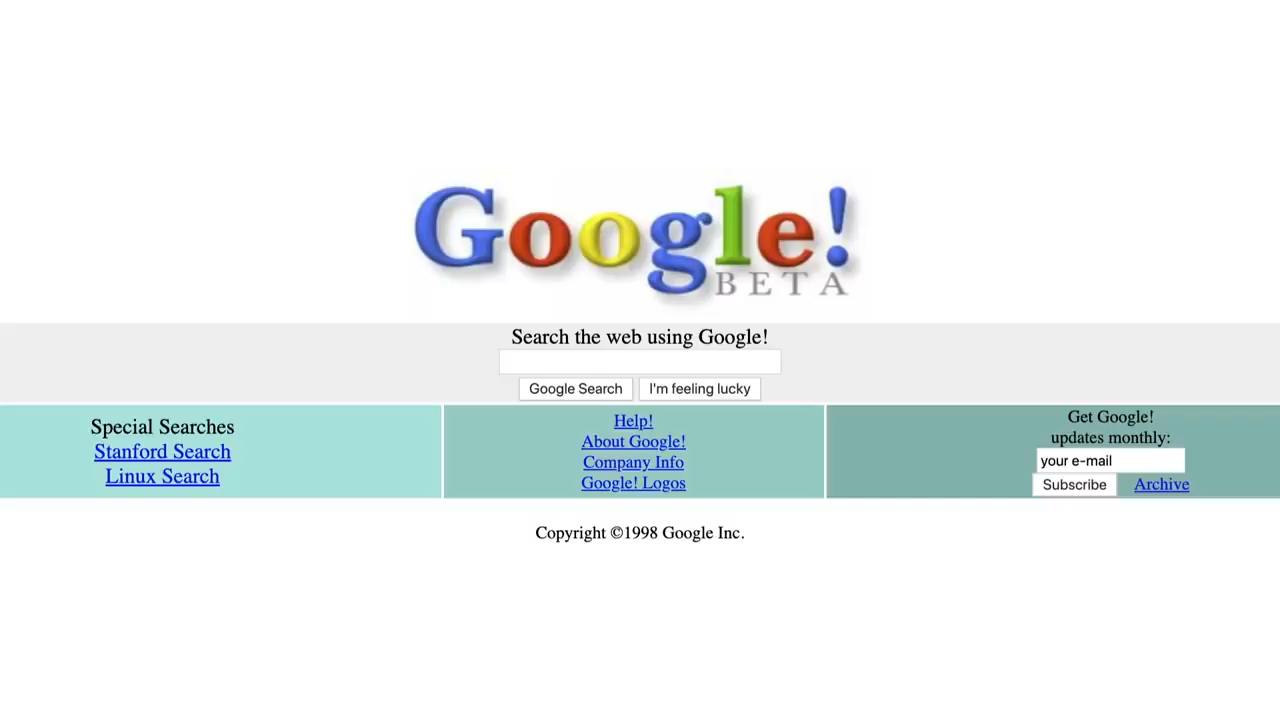 Google!
BETA
Search the web using Google!
Google Search I'm feeling lucky
Special Searches
Stanford Search
Linux Search
Help!
About Google!
Company Info
Google! Logos
Get Google!
updates monthly:
your e-mail
Subscribe Archive
Copyright ©1998 Google Inc.